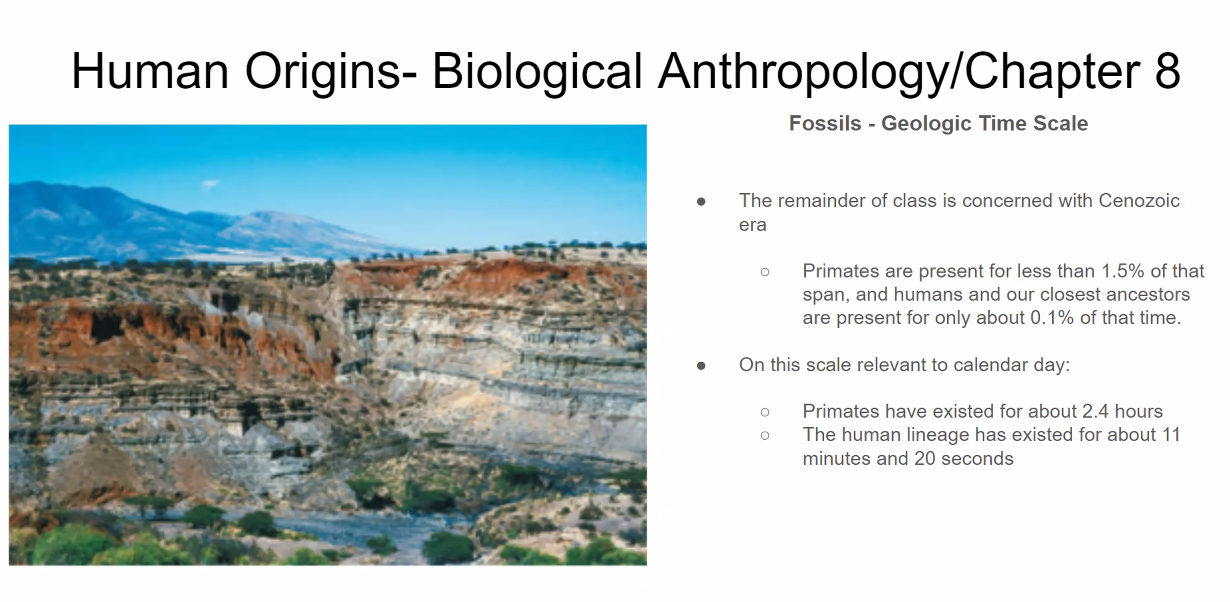 Human Origins- Biological Anthropology/Chapter 8
Fossils - Geologic Time Scale
● The remainder of class is concerned with Cenozoic
era
○ Primates are present for less than 1.5% of that
span, and humans and our closest ancestors
are present for only about 0.1% of that time.
● On this scale relevant to calendar day:
○ Primates have existed for about 2.4 hours
○ The human lineage has existed for about 11
minutes and 20 seconds